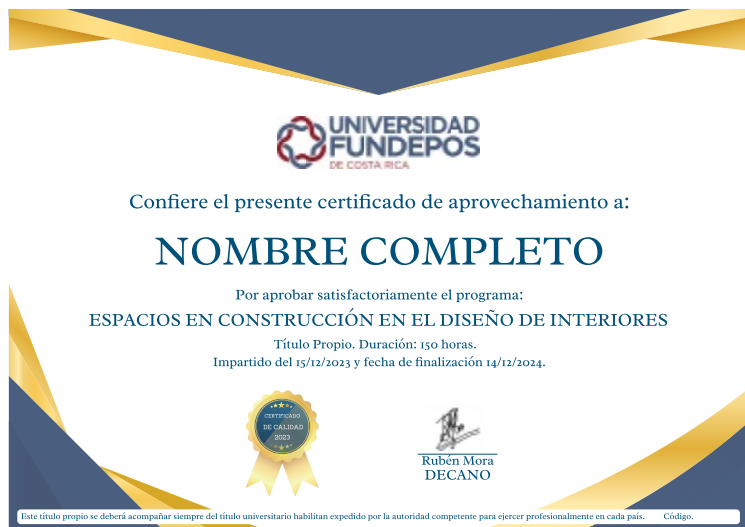 UNIVERSIDAD
FUNDEPOS
DE COSTA RICA
Confiere el presente certificado de aprovechamiento a:
NOMBRE COMPLETO
Por aprobar satisfactoriamente el programa:
ESPACIOS EN CONSTRUCCIÓN EN EL DISEÑO DE INTERIORES
Título Propio. Duración: 150 horas.
Impartido del 15/12/2023 y fecha de finalización 14/12/2024.
CERTIFICADO
DE CALIDAD
2023
Rubén Mora
DECANO
Este título propio se deberá acompañar siempre del título universitario habilitan expedido por la autoridad competente para ejercer profesionalmente en cada país. Código.